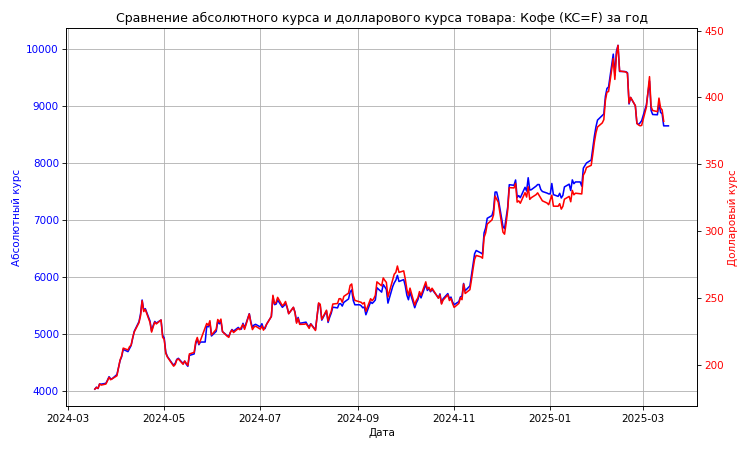 Сравнение абсолютного курса и долларового курса товара: Кофе (KC=F) за год
Абсолютный курс
10000
9000
8000
7000
6000
5000
4000
450
400
350
300
250
200
Долларовый курс
2024-03 2024-05 2024-07 2024-09 2024-11 2025-01 2025-03
Дата